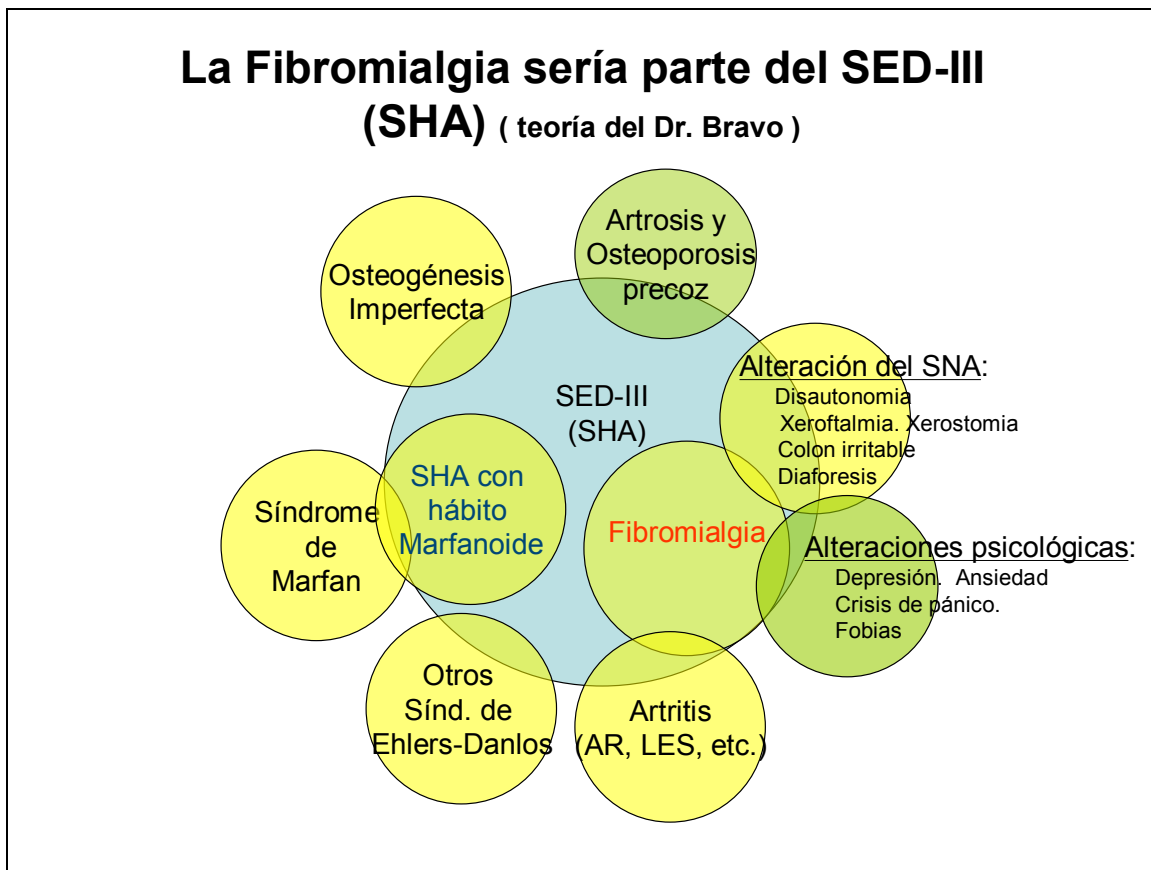 La Fibromialgia sería parte del SED-III
(SHA) ( teoría del Dr. Bravo )
Artrosis y
Osteoporosis
precoz
Osteogénesis
Imperfecta
Alteración del SNA:
Disautonomia
Xeroftalmia. Xerostomia
Colon irritable
Diaforesis
SED-III
(SHA)
SHA con
hábito
Marfanoide
Síndrome
de
Marfan
Fibromialgia
Alteraciones psicológicas:
Depresión. Ansiedad
Crisis de pánico.
Fobias
Otros
Sínd. de
Ehlers-Danlos
Artritis
(AR, LES, etc.)